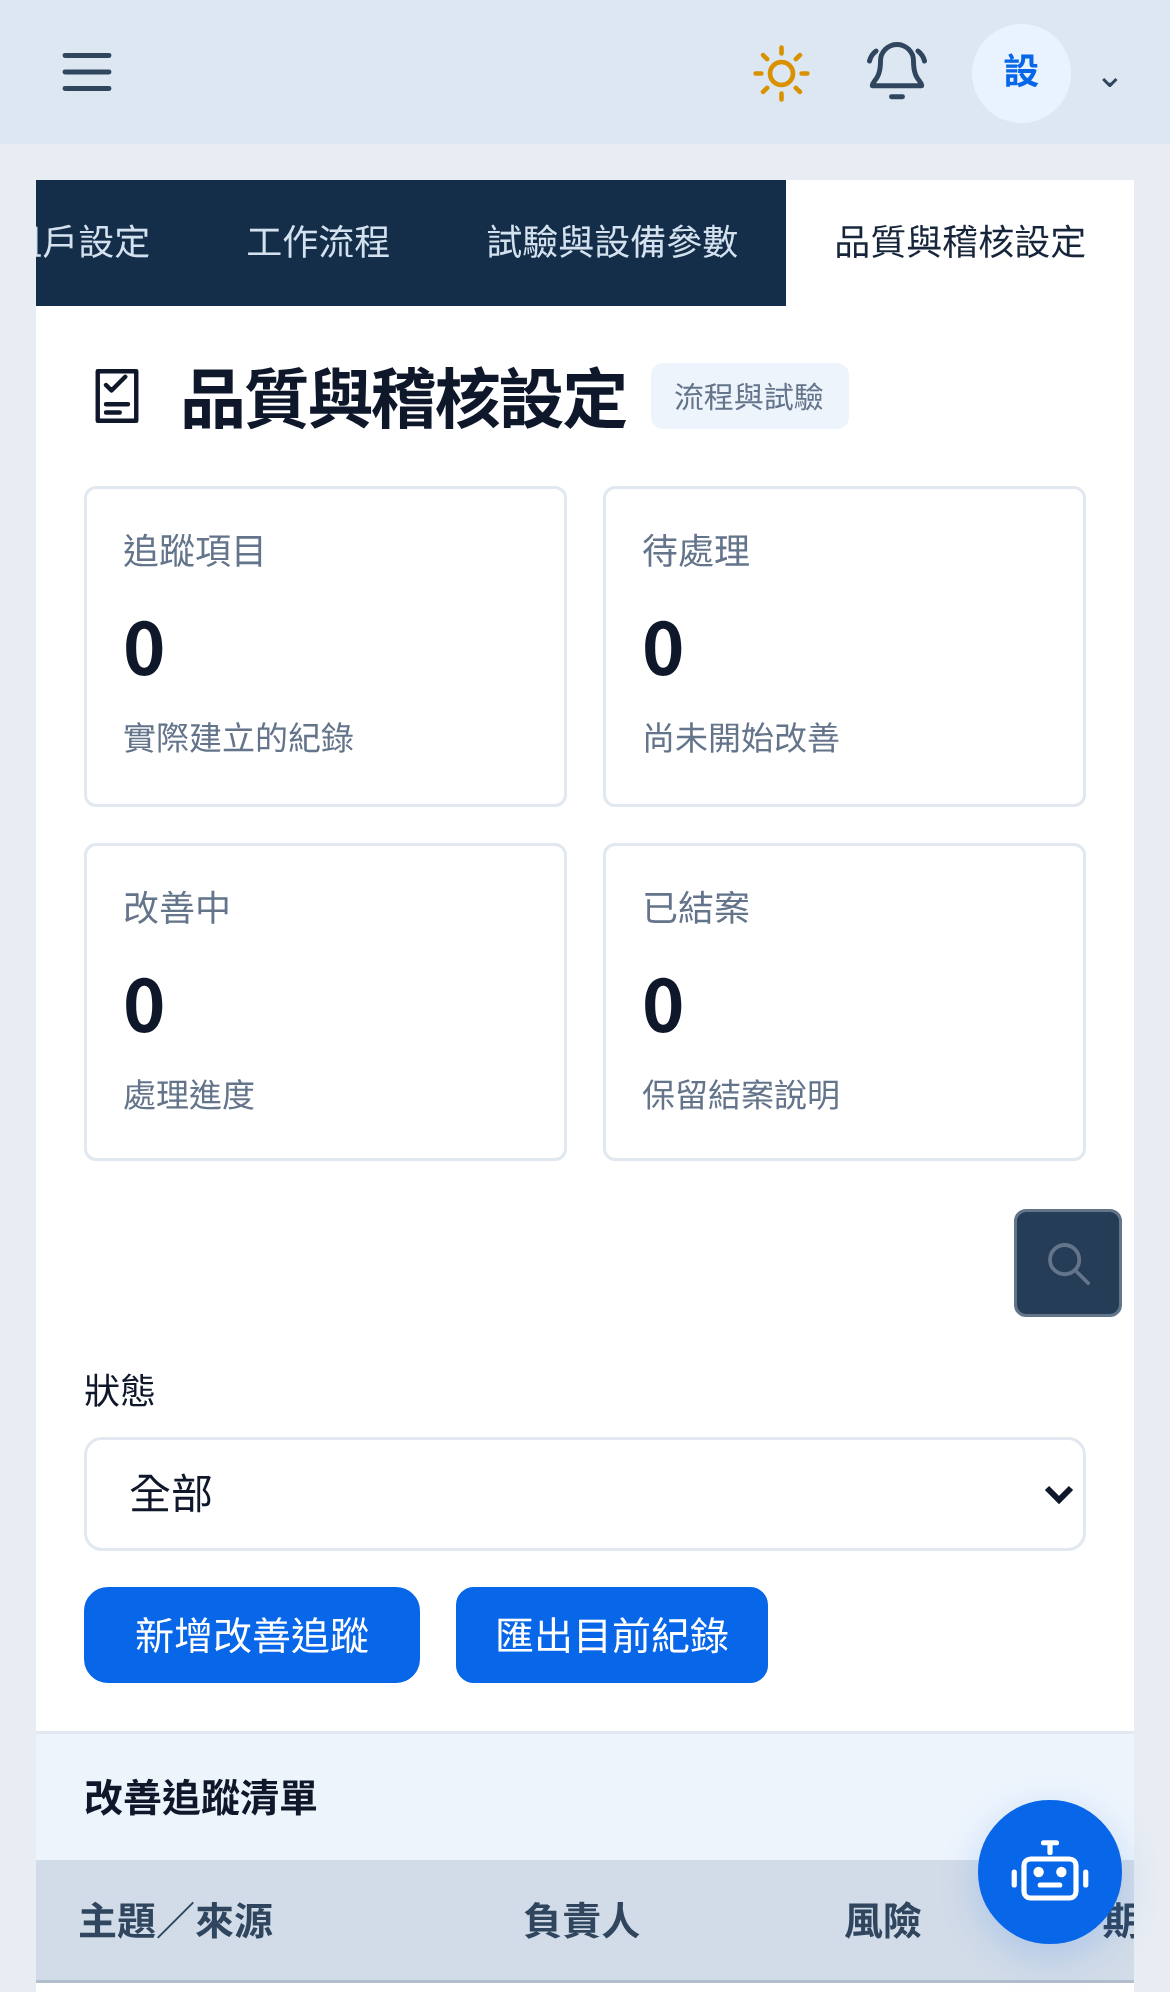 設
戶設定 工作流程 試驗與設備參數 品質與稽核設定
品質與稽核設定 流程與試驗
追蹤項目
0
實際建立的紀錄
待處理
0
尚未開始改善
改善中
0
處理進度
已結案
0
保留結案說明
狀態
全部
新增改善追蹤 匯出目前紀錄
改善追蹤清單
主題／來源 負責人 風險 期